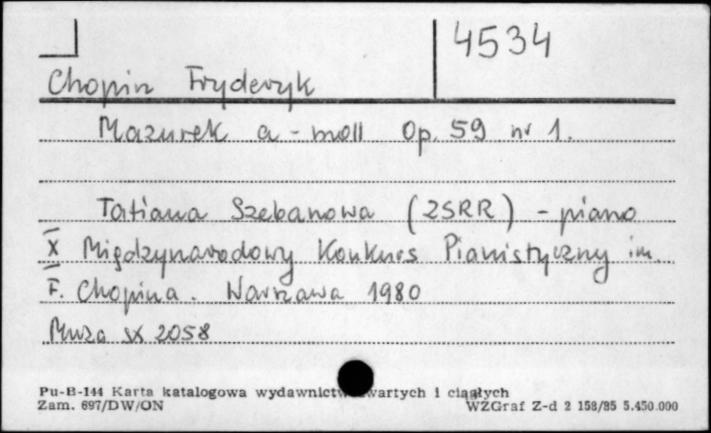 4534
Chopin Fryderyk
Mazurek a-moll Op. 59 nr 1.
Tatiana Szebanowa (ZSRR) - piano
X Międzynarodowy Konkurs Pianistyczny im.
F. Chopina. Warszawa 1980
Muza sx 2058
Pu-B-144 Karta katalogowa wydawnictw zwartych i ciągłych
Zam. 697/DW/ON WZGraf Z-d 2 158/85 5.450.000